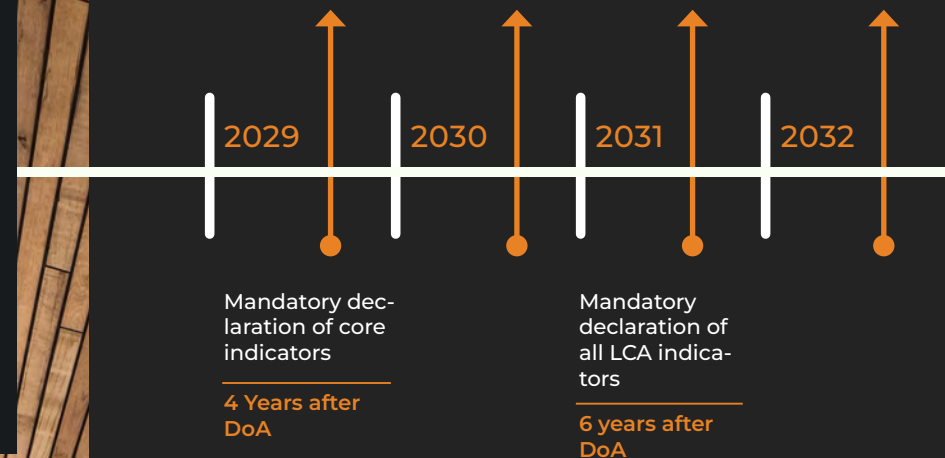 2029
2030
2031
2032
Mandatory dec-
laration of core
indicators
4 Years after
DoA
Mandatory
declaration of
all LCA indica-
tors
6 years after
DoA